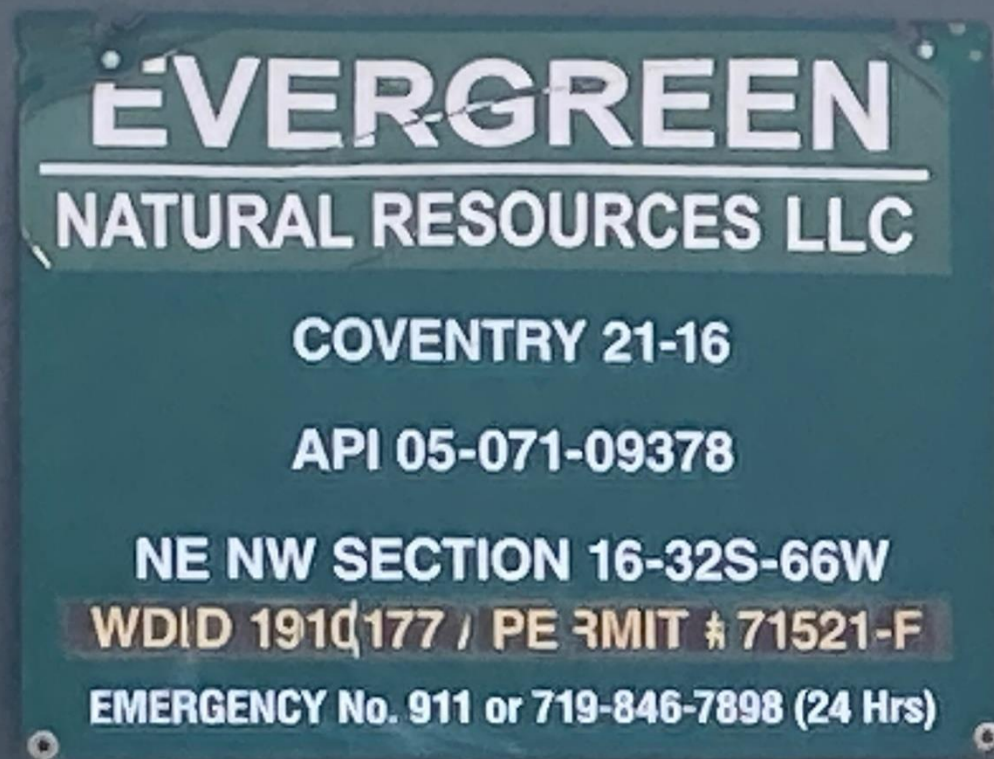 EVERGREEN
NATURAL RESOURCES LLC
COVENTRY 21-16
API 05-071-09378
NE NW SECTION 16-32S-66W
WDID 1910177 / PERMIT # 71521-F
EMERGENCY No. 911 or 719-846-7898 (24 Hrs)